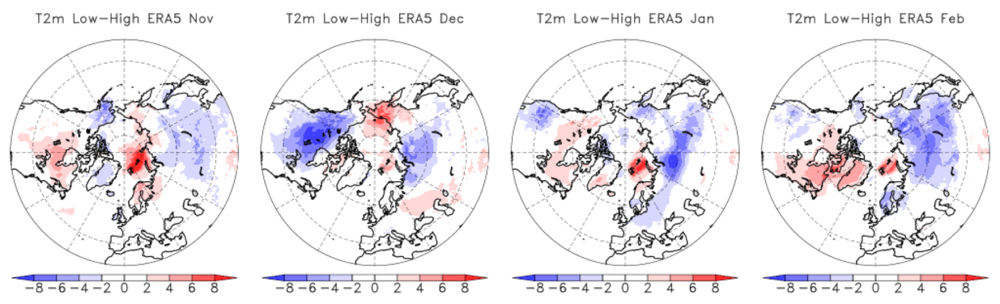 T2m Low−High ERA5 Nov
T2m Low−High ERA5 Dec
T2m Low−High ERA5 Jan
T2m Low−High ERA5 Feb
−8 −6 −4 −2 0 2 4 6 8
−8 −6 −4 −2 0 2 4 6 8
−8 −6 −4 −2 0 2 4 6 8
−8 −6 −4 −2 0 2 4 6 8